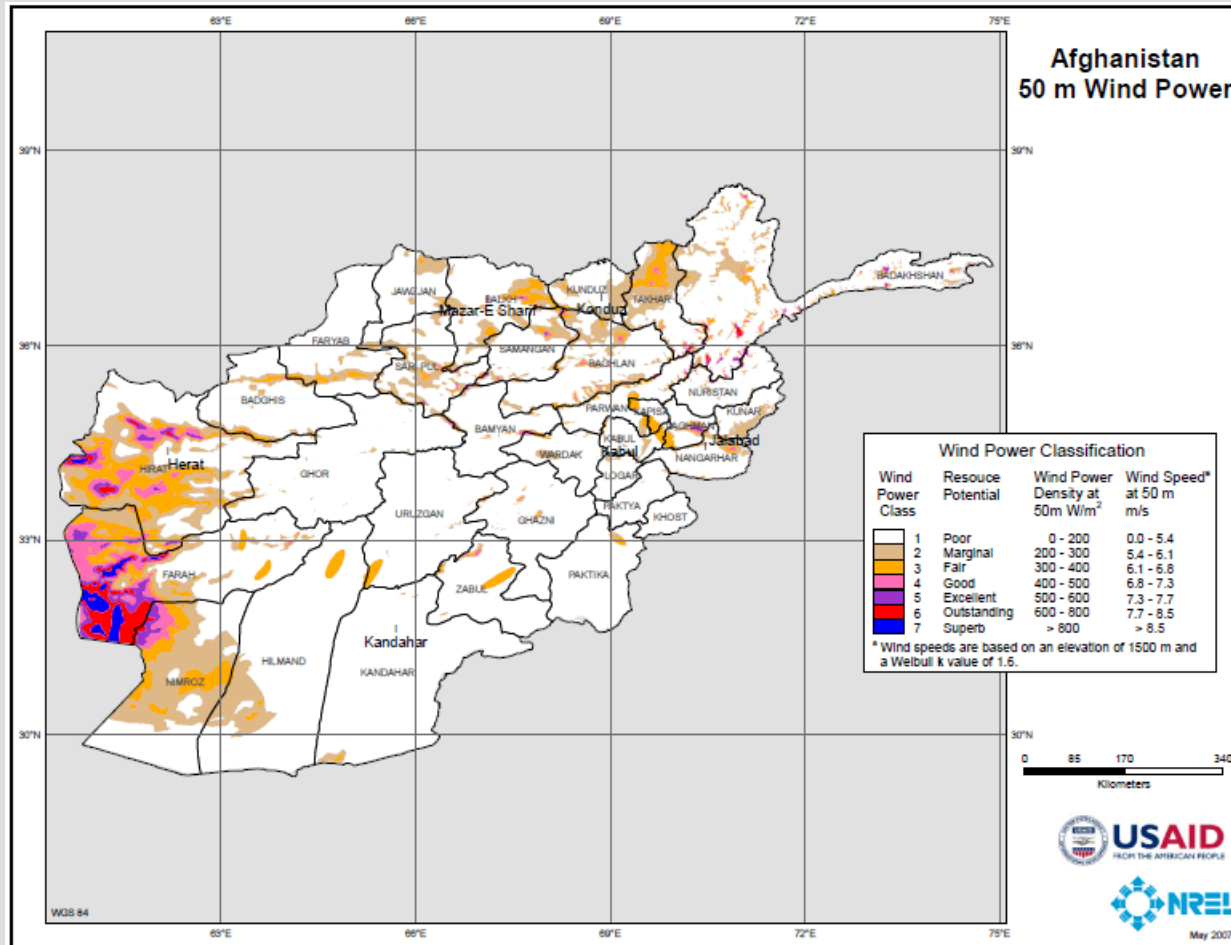 63°E 66°E 69°E 72°E 75°E
Afghanistan
50 m Wind Power
39°N 39°N
BADAKHSHAN
JAWZJAN
BALKH
KUNDUZ
TAKHAR
Mazar-E Sharif
Konduz
36°N 36°N
FARYAB
SAMANGAN
SARI PUL
BAGHLAN
BADGHIS
NURISTAN
PARWAN
KAPISA
KUNAR
BAMYAN
LAGHMAN
KABUL
Jalabad
Kabul
HIRAT
Herat
WARDAK
NANGARHAR
GHOR
LOGAR
URUZGAN
PAKTYA
GHAZNI
KHOST
33°N 33°N
FARAH
PAKTIKA
ZABUL
Kandahar
HILMAND
KANDAHAR
NIMROZ
30°N 30°N
Wind Power Classification
Wind Resouce Wind Power Wind Speed*
Power Potential Density at at 50 m
Class 50m W/m² m/s
1 Poor 0 - 200 0.0 - 5.4
2 Marginal 200 - 300 5.4 - 6.1
3 Fair 300 - 400 6.1 - 6.8
4 Good 400 - 500 6.8 - 7.3
5 Excellent 500 - 600 7.3 - 7.7
6 Outstanding 600 - 800 7.7 - 8.5
7 Superb > 800 > 8.5
* Wind speeds are based on an elevation of 1500 m and
a Weibull k value of 1.6.
0 85 170 340
Kilometers
USAID
FROM THE AMERICAN PEOPLE
NREL
May 2007
WGS 84
63°E 66°E 69°E 72°E 75°E